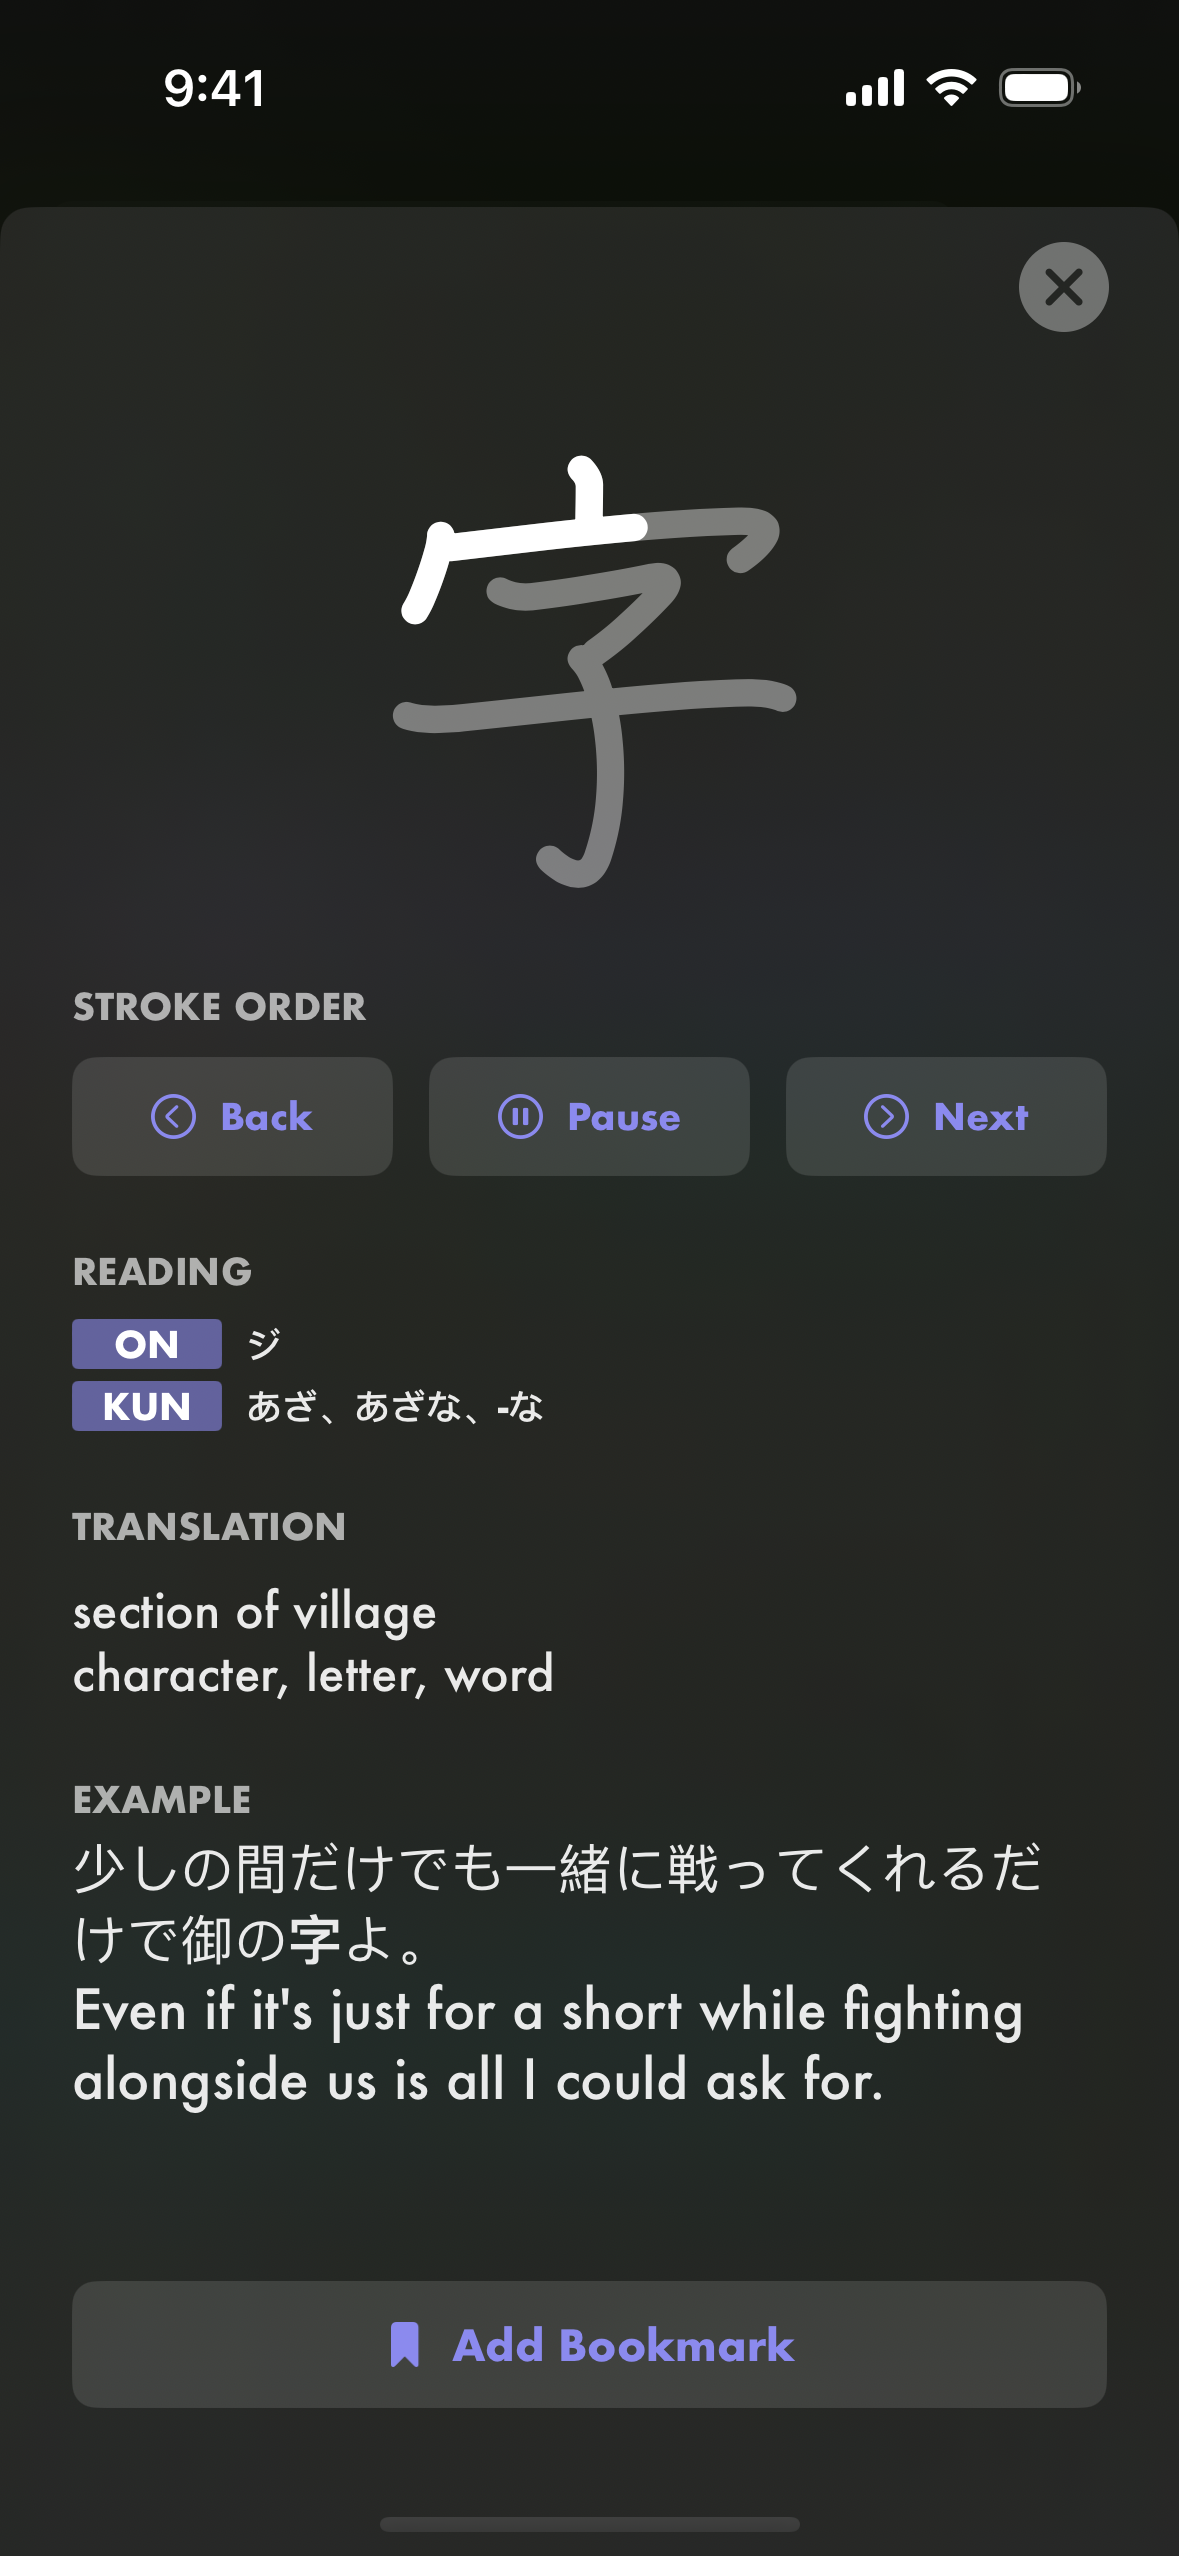 9:41
字
STROKE ORDER
Back
Pause
Next
READING
ON ジ
KUN あざ、あざな、-な
TRANSLATION
section of village
character, letter, word
EXAMPLE
少しの間だけでも一緒に戦ってくれるだ
けで御の字よ。
Even if it's just for a short while fighting
alongside us is all I could ask for.
Add Bookmark